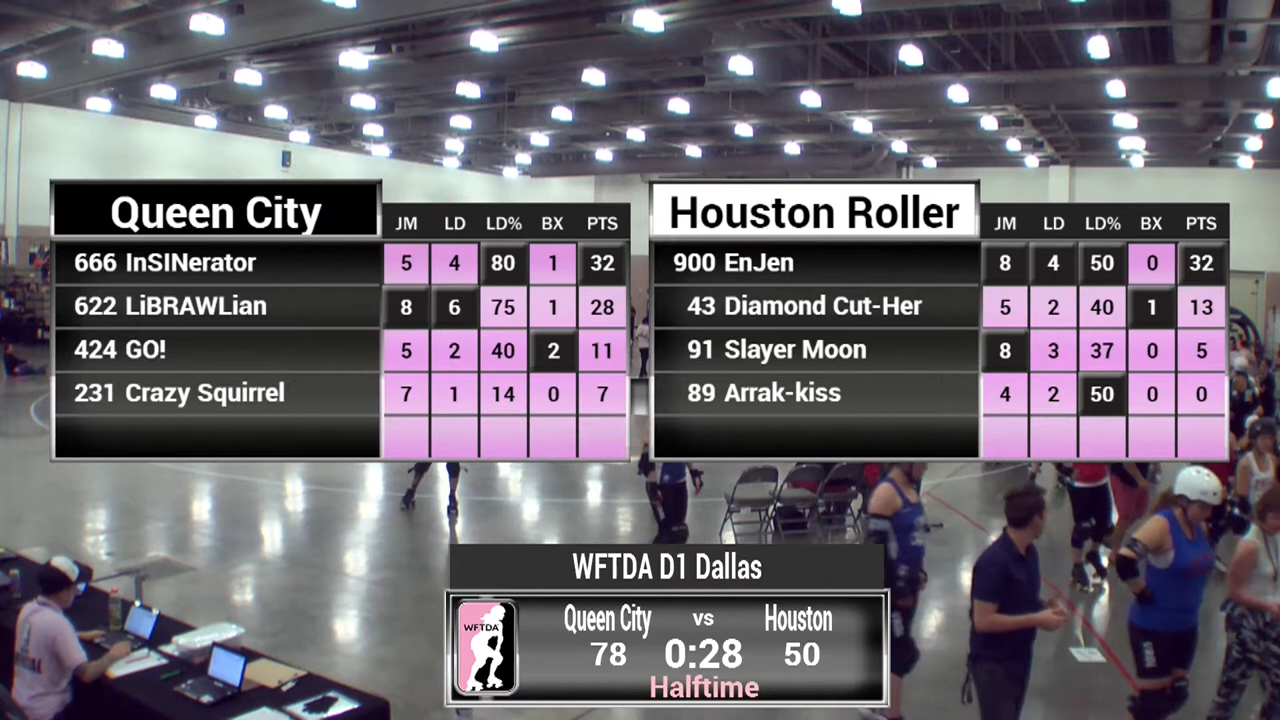 Queen City JM LD LD% BX PTS
666 InSINerator 5 4 80 1 32
622 LiBRAWLian 8 6 75 1 28
424 GO! 5 2 40 2 11
231 Crazy Squirrel 7 1 14 0 7
Houston Roller JM LD LD% BX PTS
900 EnJen 8 4 50 0 32
43 Diamond Cut-Her 5 2 40 1 13
91 Slayer Moon 8 3 37 0 5
89 Arrak-kiss 4 2 50 0 0
WFTDA D1 Dallas
WFTDA
Queen City vs Houston
78 0:28 50
Halftime